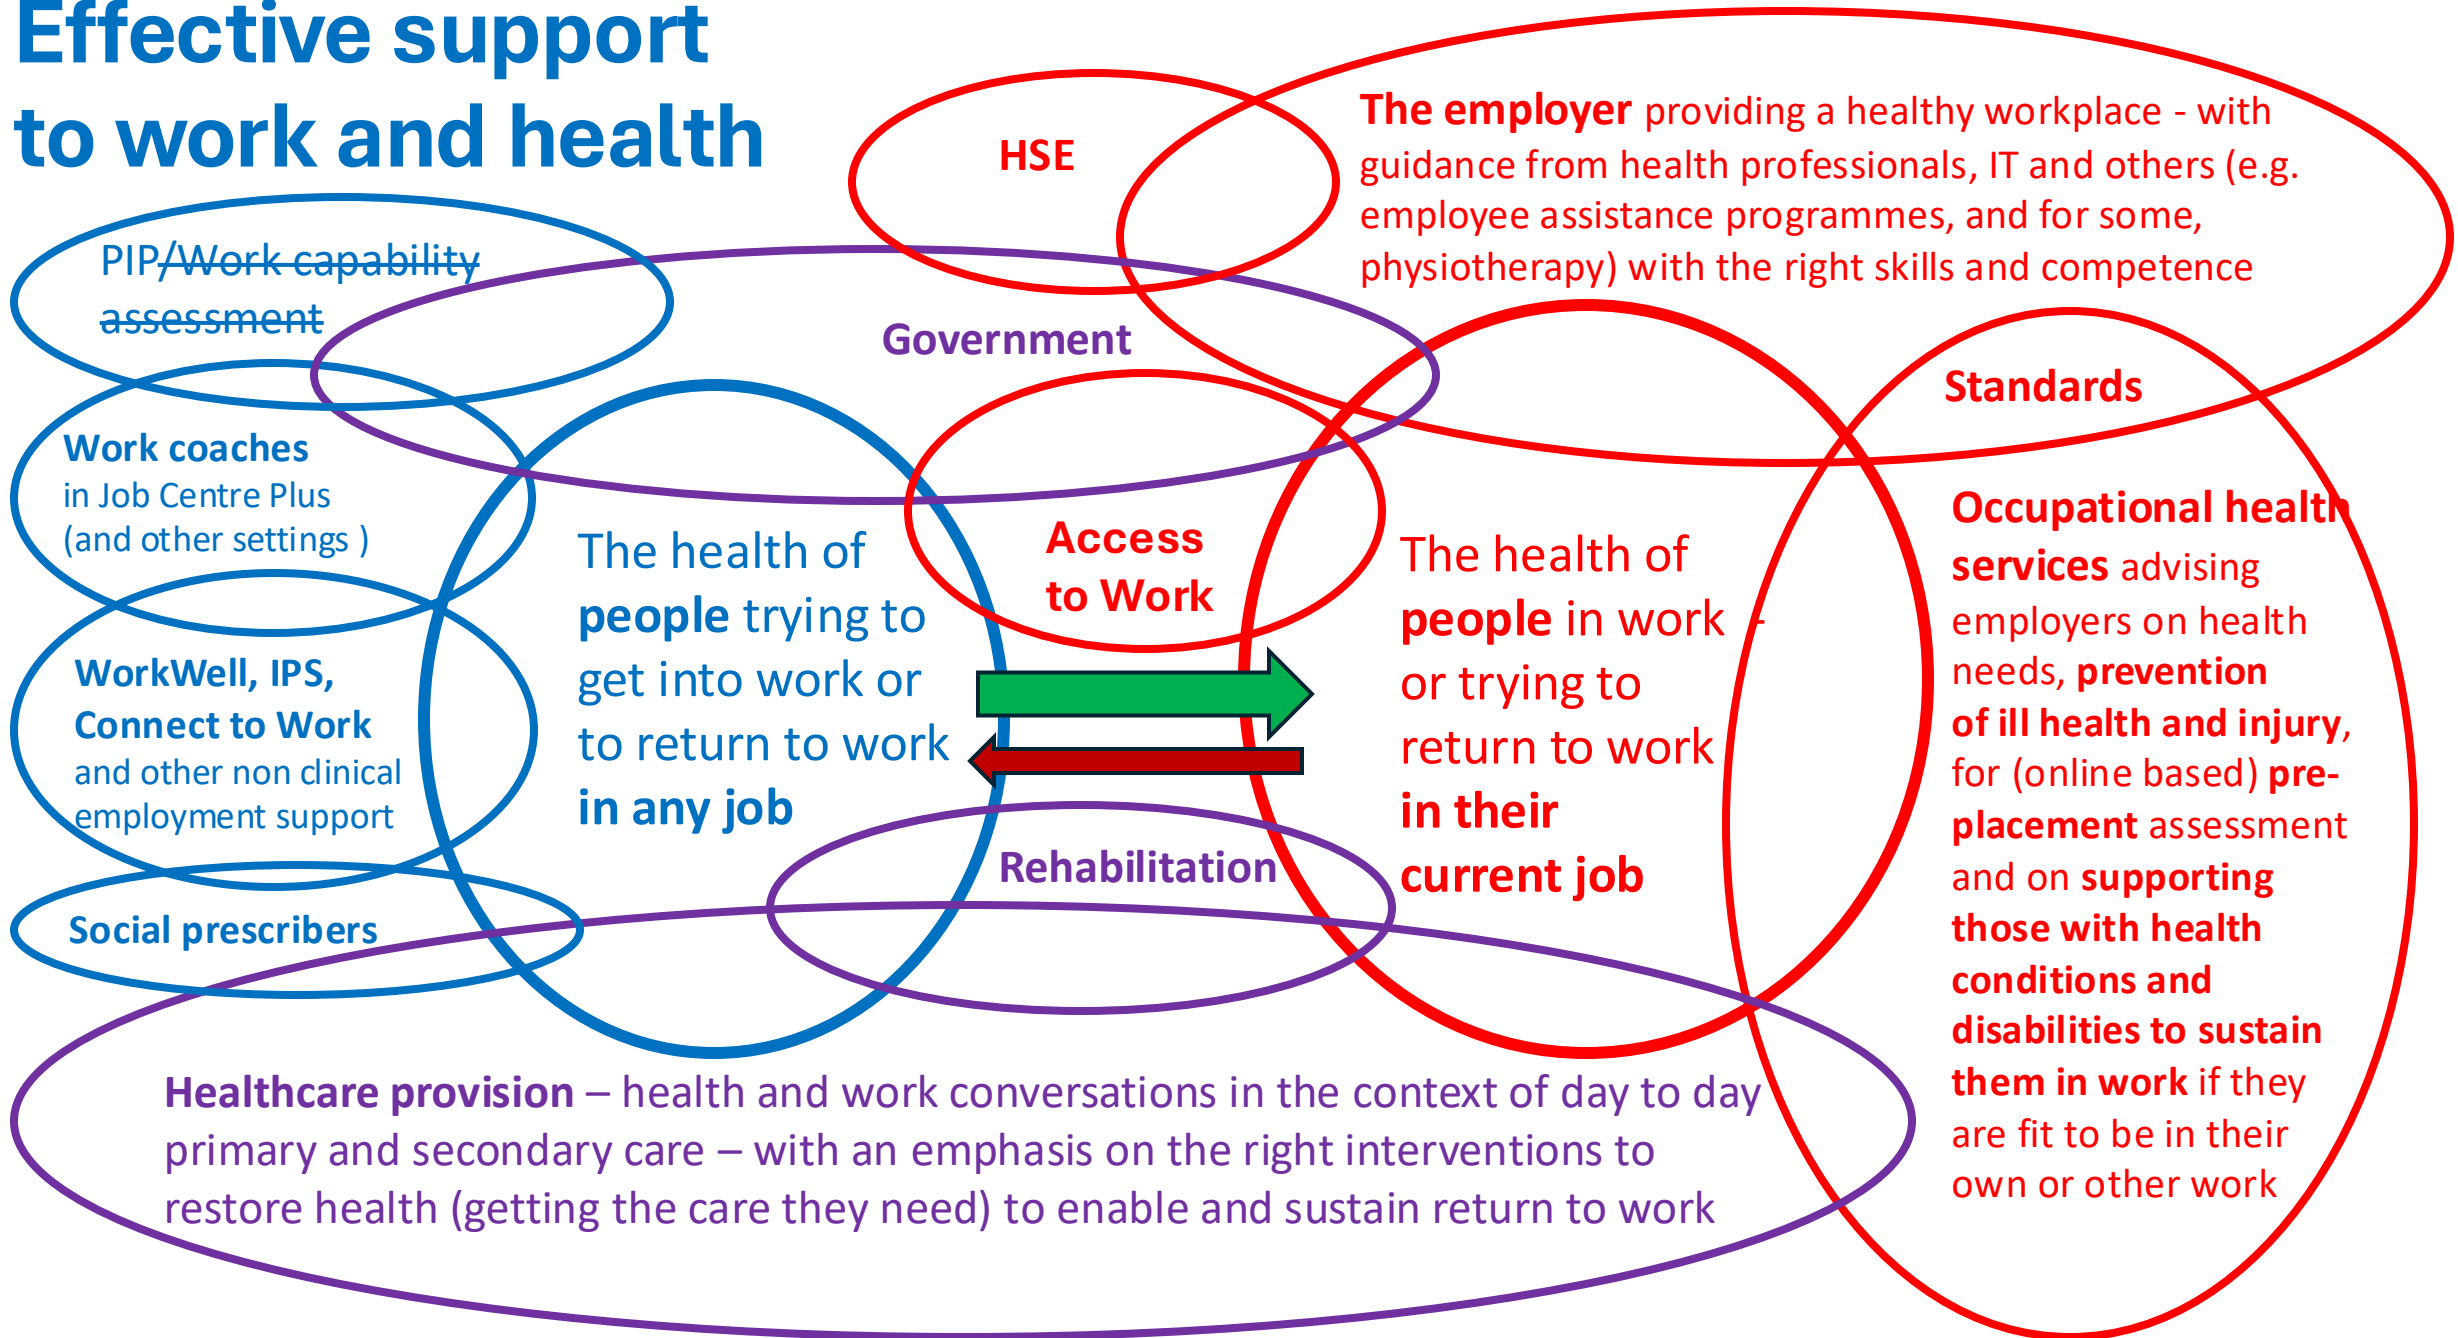 Effective support
to work and health
HSE
The employer providing a healthy workplace - with
guidance from health professionals, IT and others (e.g.
employee assistance programmes, and for some,
physiotherapy) with the right skills and competence
PIP/Work capability
assessment
Government
Standards
Work coaches
in Job Centre Plus
(and other settings )
WorkWell, IPS,
Connect to Work
and other non clinical
employment support
Social prescribers
The health of
people trying to
get into work or
to return to work
in any job
Access
to Work
Rehabilitation
The health of
people in work -
or trying to
return to work
in their
current job
Occupational health
services advising
employers on health
needs, prevention
of ill health and injury,
for (online based) pre-
placement assessment
and on supporting
those with health
conditions and
disabilities to sustain
them in work if they
are fit to be in their
own or other work
Healthcare provision – health and work conversations in the context of day to day
primary and secondary care – with an emphasis on the right interventions to
restore health (getting the care they need) to enable and sustain return to work